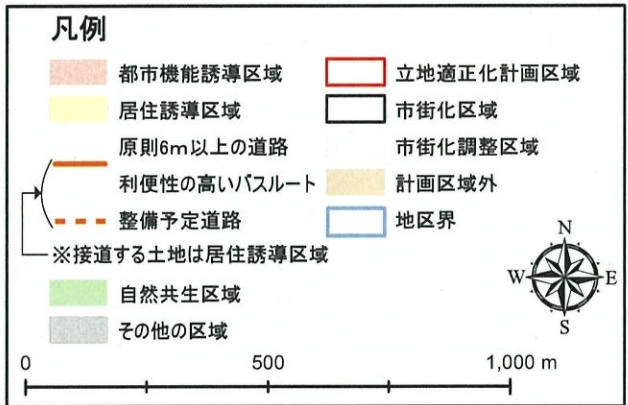 凡例
都市機能誘導区域
居住誘導区域
原則6m以上の道路
利便性の高いバスルート
整備予定道路
※接道する土地は居住誘導区域
自然共生区域
その他の区域
立地適正化計画区域
市街化区域
市街化調整区域
計画区域外
地区界
N
W E
S
0 500 1,000 m